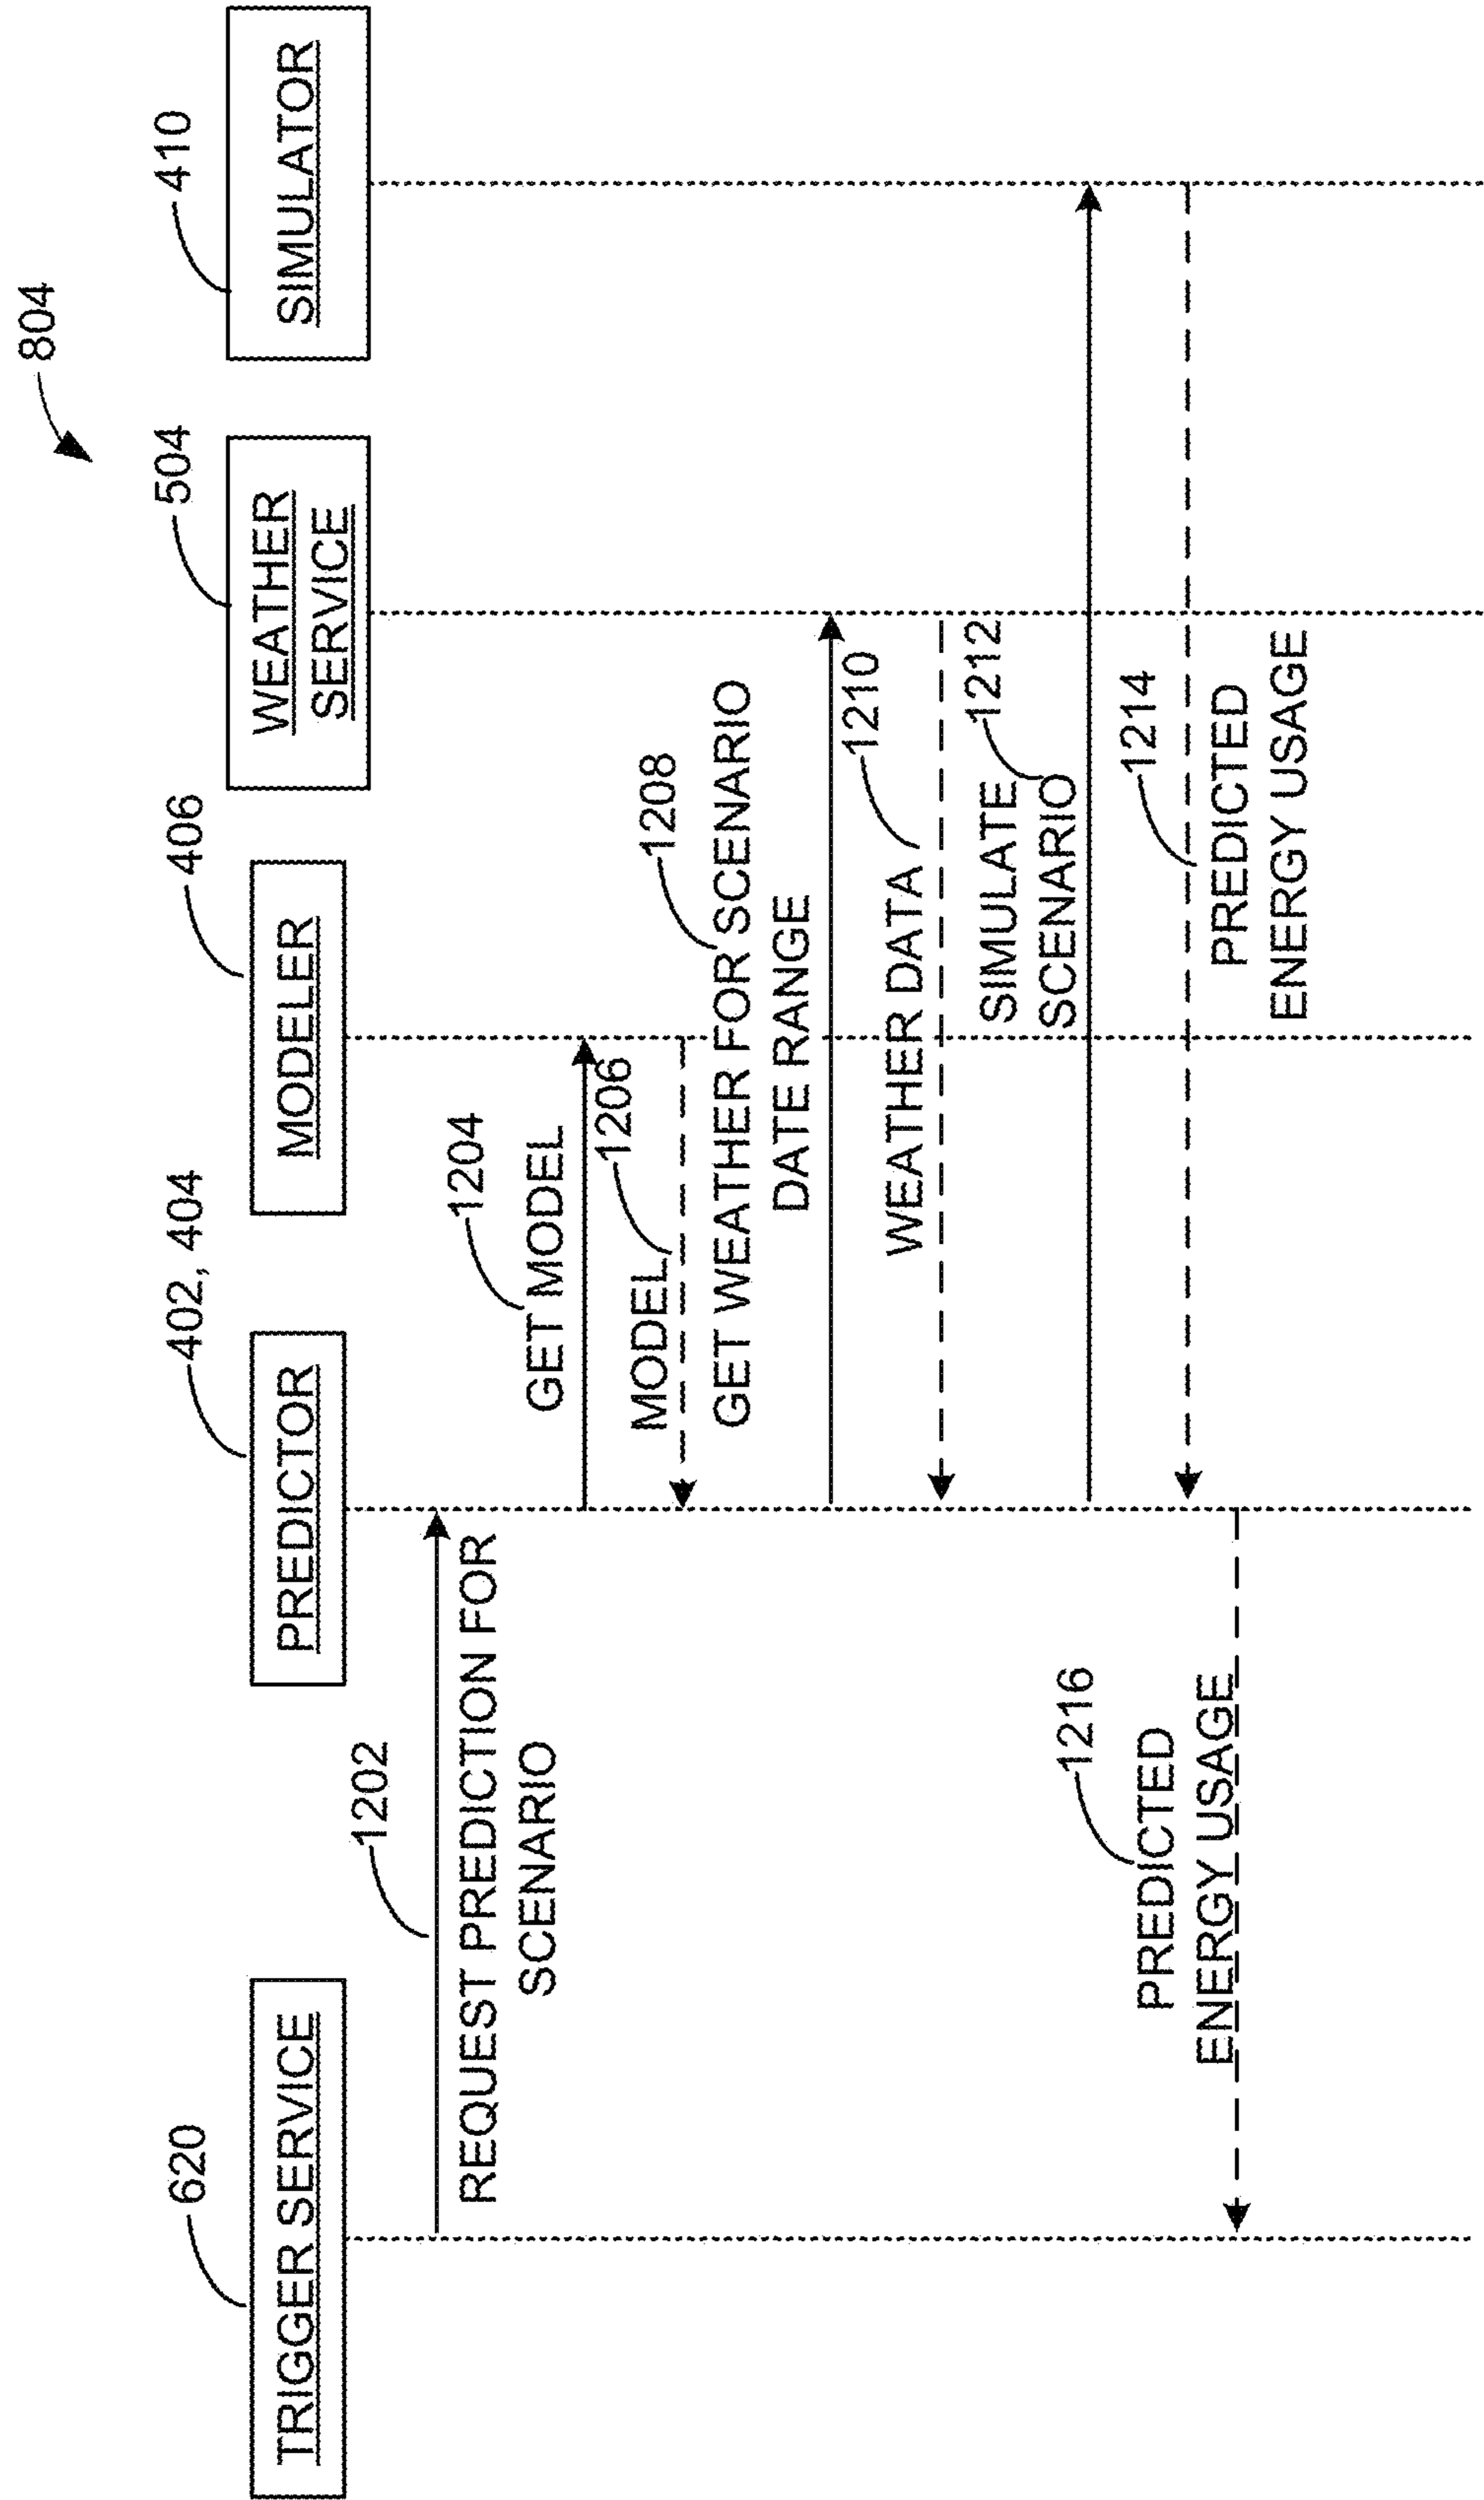 804
620
402, 404
406
504
410
TRIGGER SERVICE
PREDICTOR
MODELER
WEATHER
SERVICE
SIMULATOR
1202
REQUEST PREDICTION FOR
SCENARIO
1204
GET MODEL
1206
MODEL
1208
GET WEATHER FOR SCENARIO
DATE RANGE
1210
WEATHER DATA
1212
SIMULATE
SCENARIO
1214
PREDICTED
ENERGY USAGE
1216
PREDICTED
ENERGY USAGE